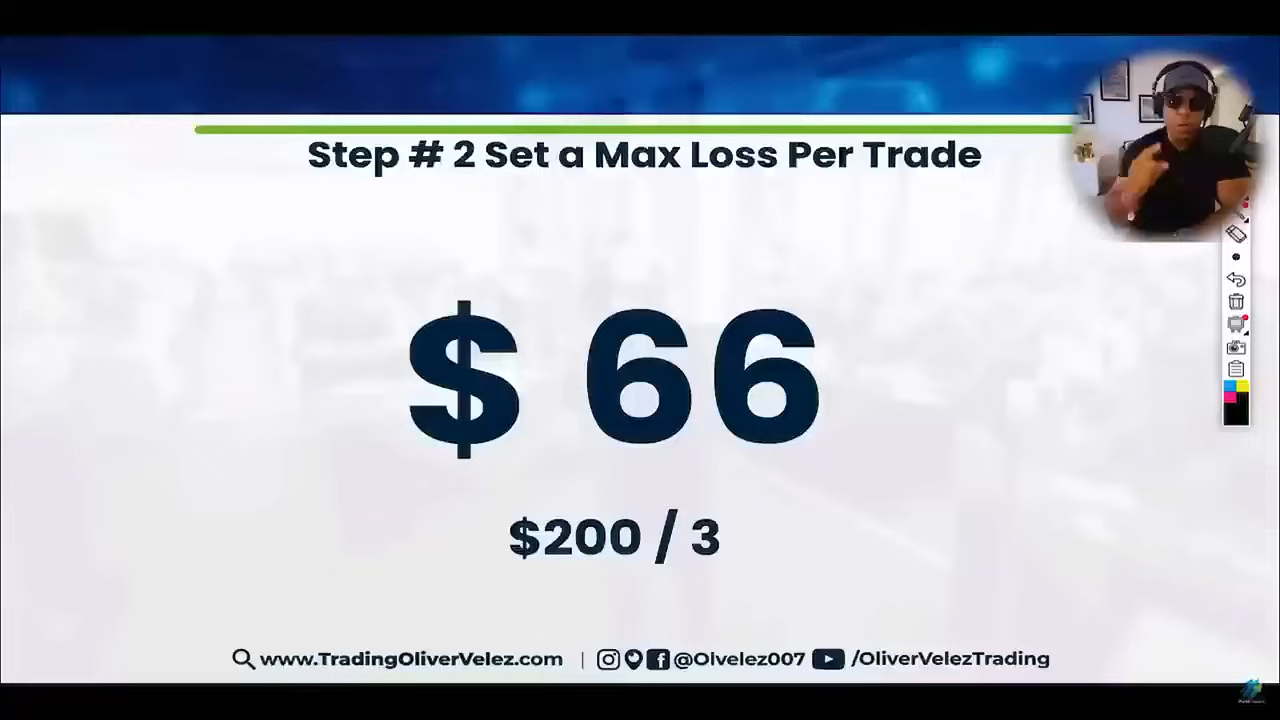 Step # 2 Set a Max Loss Per Trade
$ 66
$200 / 3
www.TradingOliverVelez.com | @Olvelez007 /OliverVelezTrading